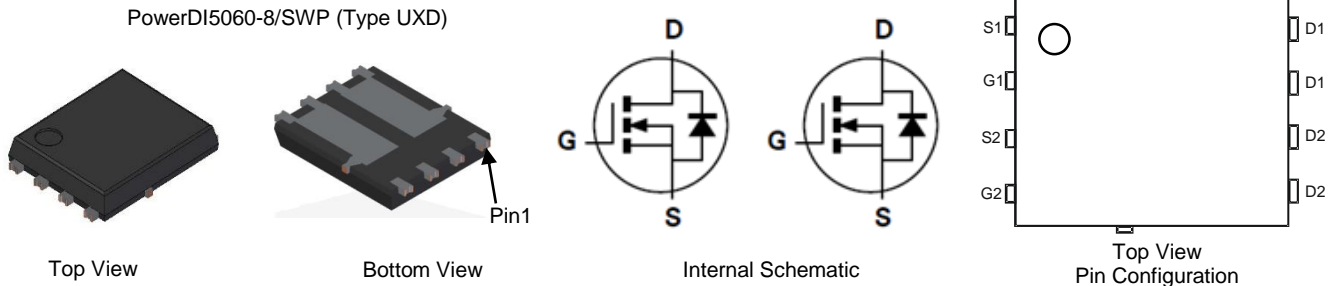 PowerDI5060-8/SWP (Type UXD)
Pin1
Top View
Bottom View
D
G
S
D
G
S
Internal Schematic
S1
D1
G1
D1
S2
D2
G2
D2
Top View
Pin Configuration